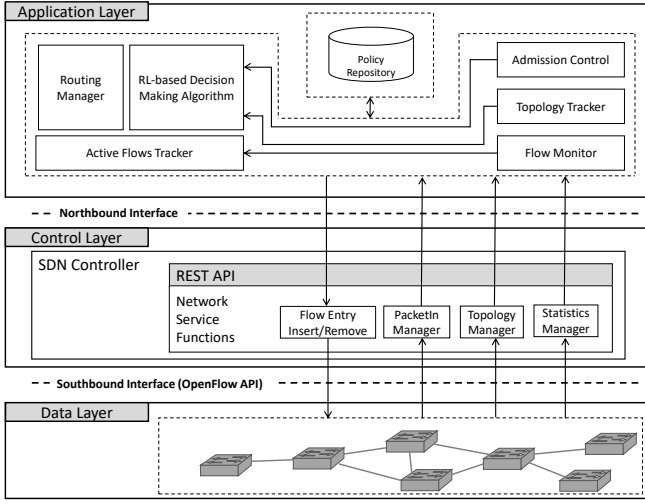 Application Layer
Routing
Manager
RL-based Decision
Making Algorithm
Policy
Repository
Admission Control
Topology Tracker
Active Flows Tracker
Flow Monitor
Northbound Interface
Control Layer
SDN Controller
REST API
Network
Service
Functions
Flow Entry
Insert/Remove
PacketIn
Manager
Topology
Manager
Statistics
Manager
Southbound Interface (OpenFlow API)
Data Layer